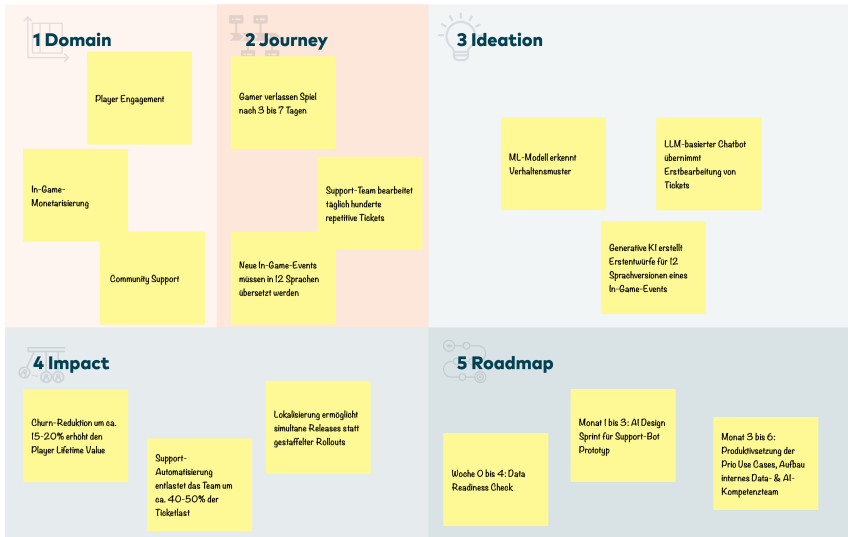 1 Domain
Player Engagement
In-Game-
Monetarisierung
Community Support
2 Journey
Gamer verlassen Spiel
nach 3 bis 7 Tagen
Support-Team bearbeitet
täglich hunderte
repetitive Tickets
Neue In-Game-Events
müssen in 12 Sprachen
übersetzt werden
3 Ideation
ML-Modell erkennt
Verhaltensmuster
LLM-basierter Chatbot
übernimmt
Erstbearbeitung von
Tickets
Generative KI erstellt
Erstentwürfe für 12
Sprachversionen eines
In-Game-Events
4 Impact
Churn-Reduktion um ca.
15-20% erhöht den
Player Lifetime Value
Support-
Automatisierung
entlastet das Team um
ca. 40-50% der
Ticketlast
Lokalisierung ermöglicht
simultane Releases statt
gestaffelter Rollouts
5 Roadmap
Woche 0 bis 4: Data
Readiness Check
Monat 1 bis 3: AI Design
Sprint für Support-Bot
Prototyp
Monat 3 bis 6:
Produktivsetzung der
Prio Use Cases, Aufbau
internes Data- & AI-
Kompetenzteam